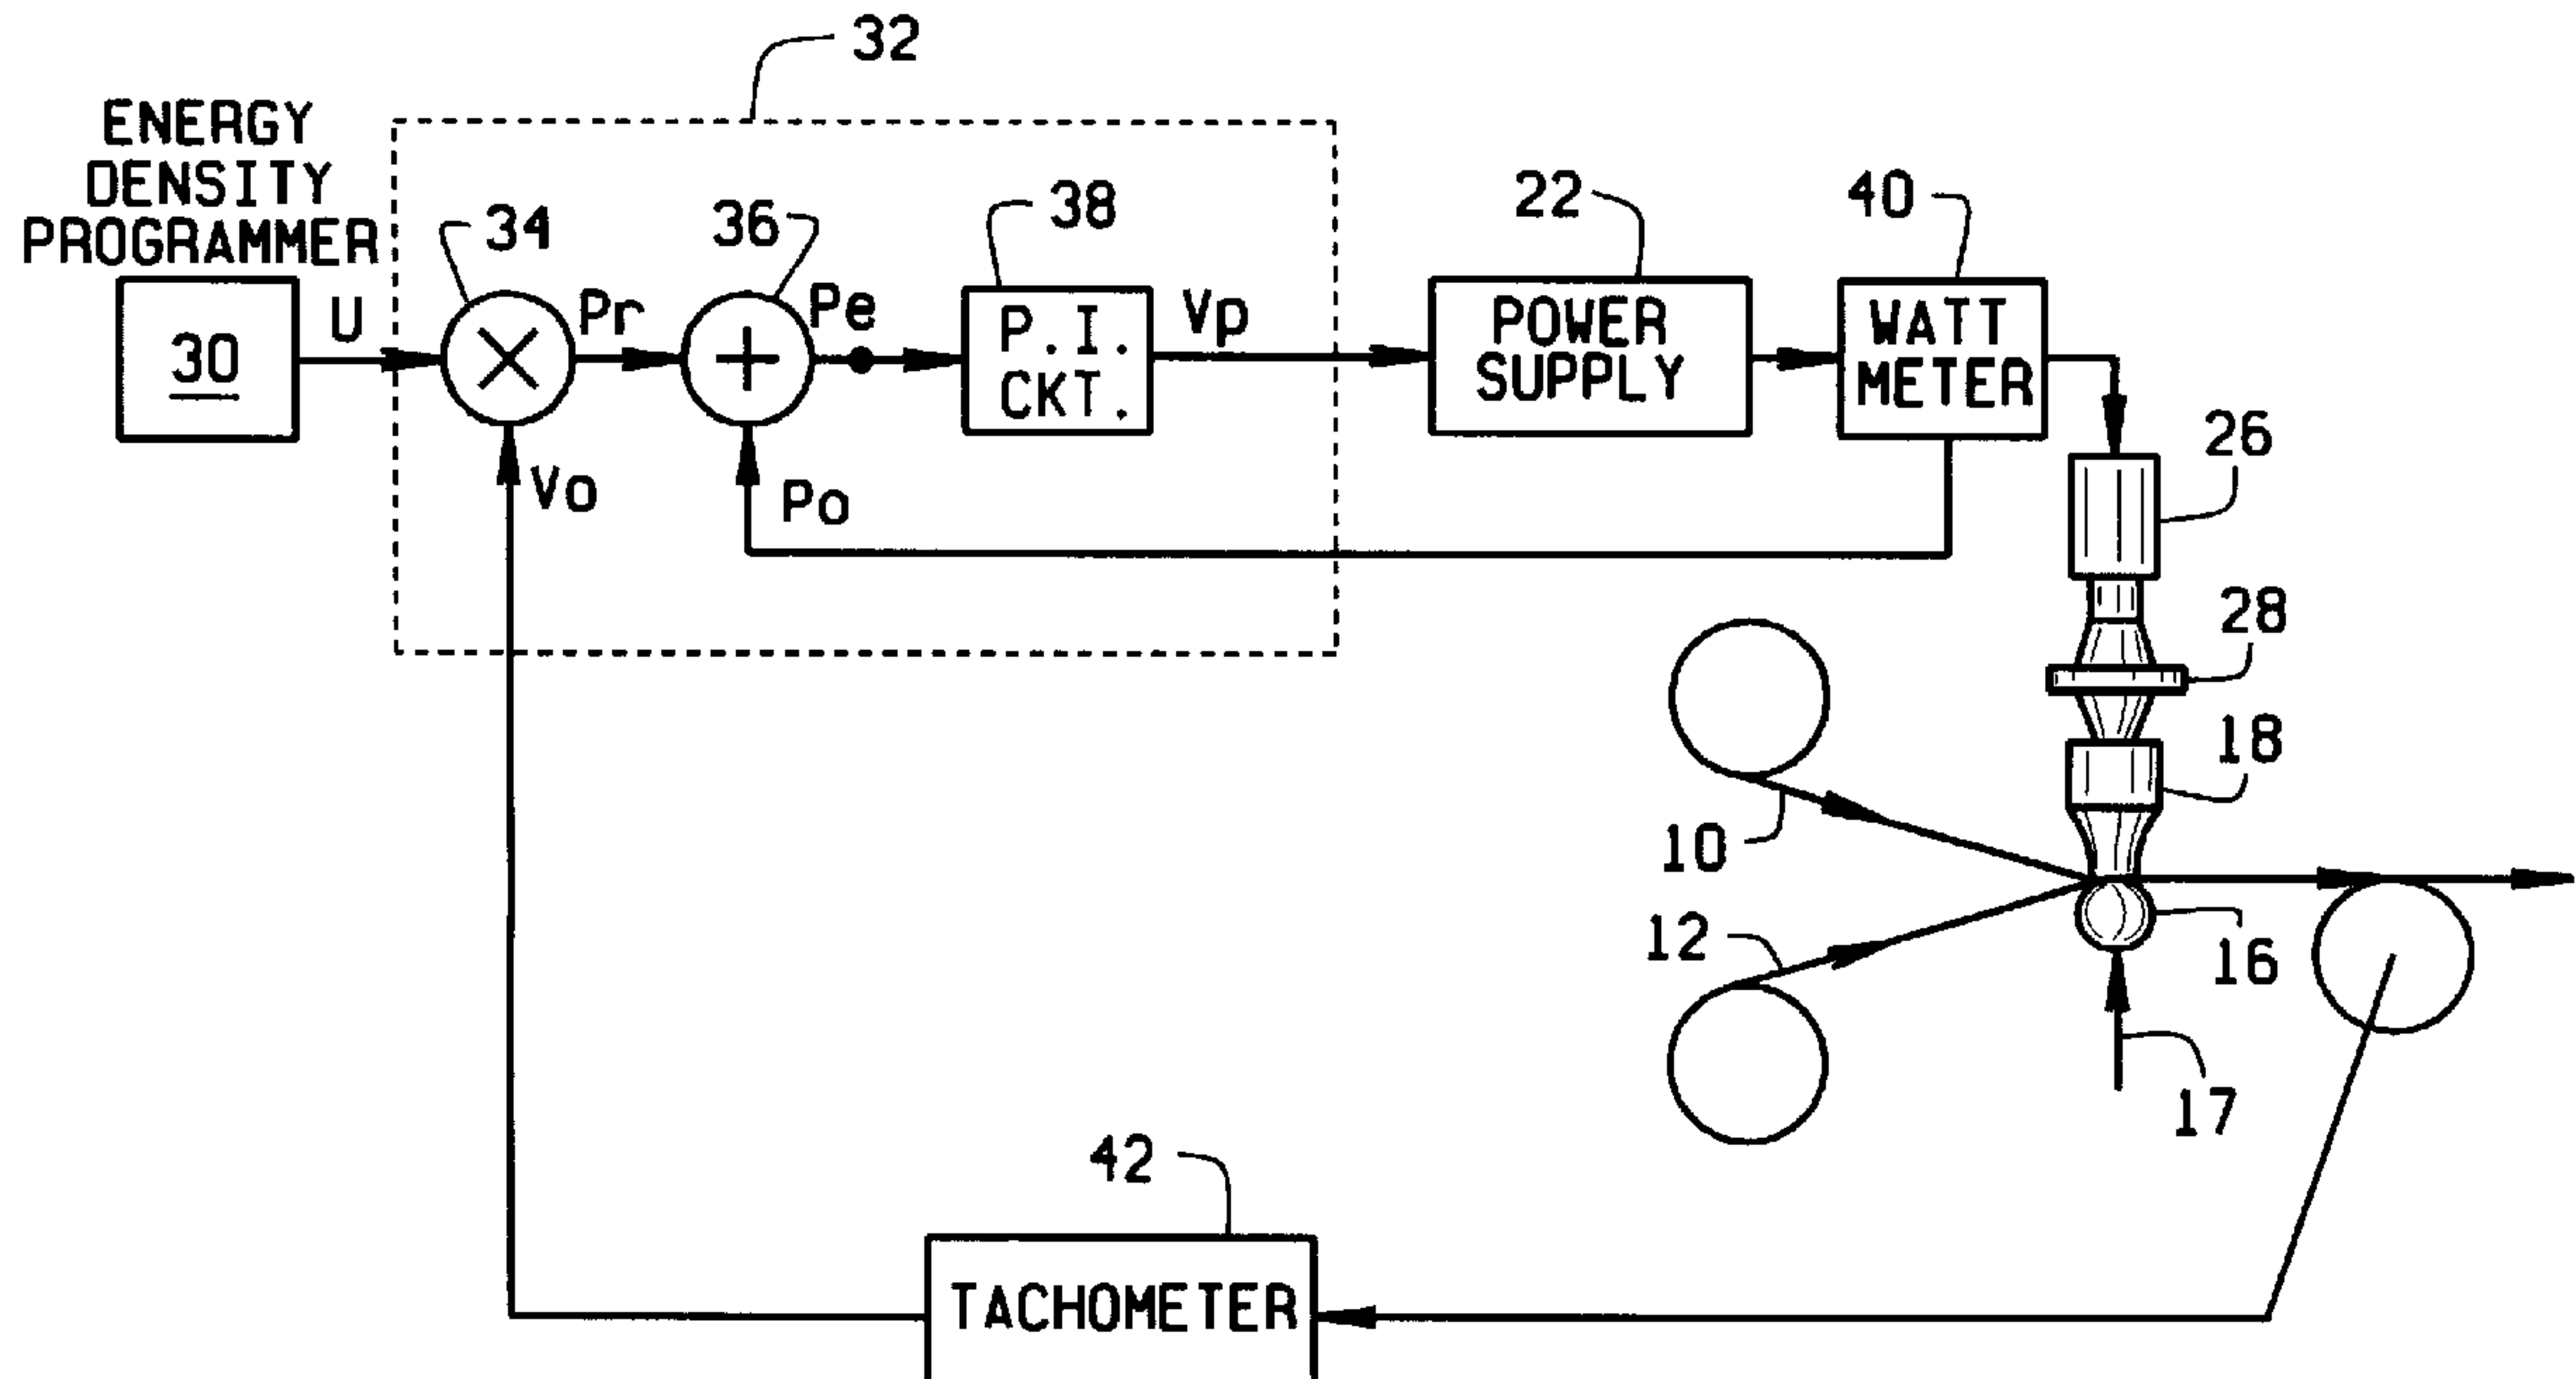 32
ENERGY
DENSITY
PROGRAMMER
34
36
38
22
40
30
U
Pr
Pe
P.I.
CKT.
Vp
POWER
SUPPLY
WATT
METER
Vo
Po
26
28
18
10
12
16
17
42
TACHOMETER